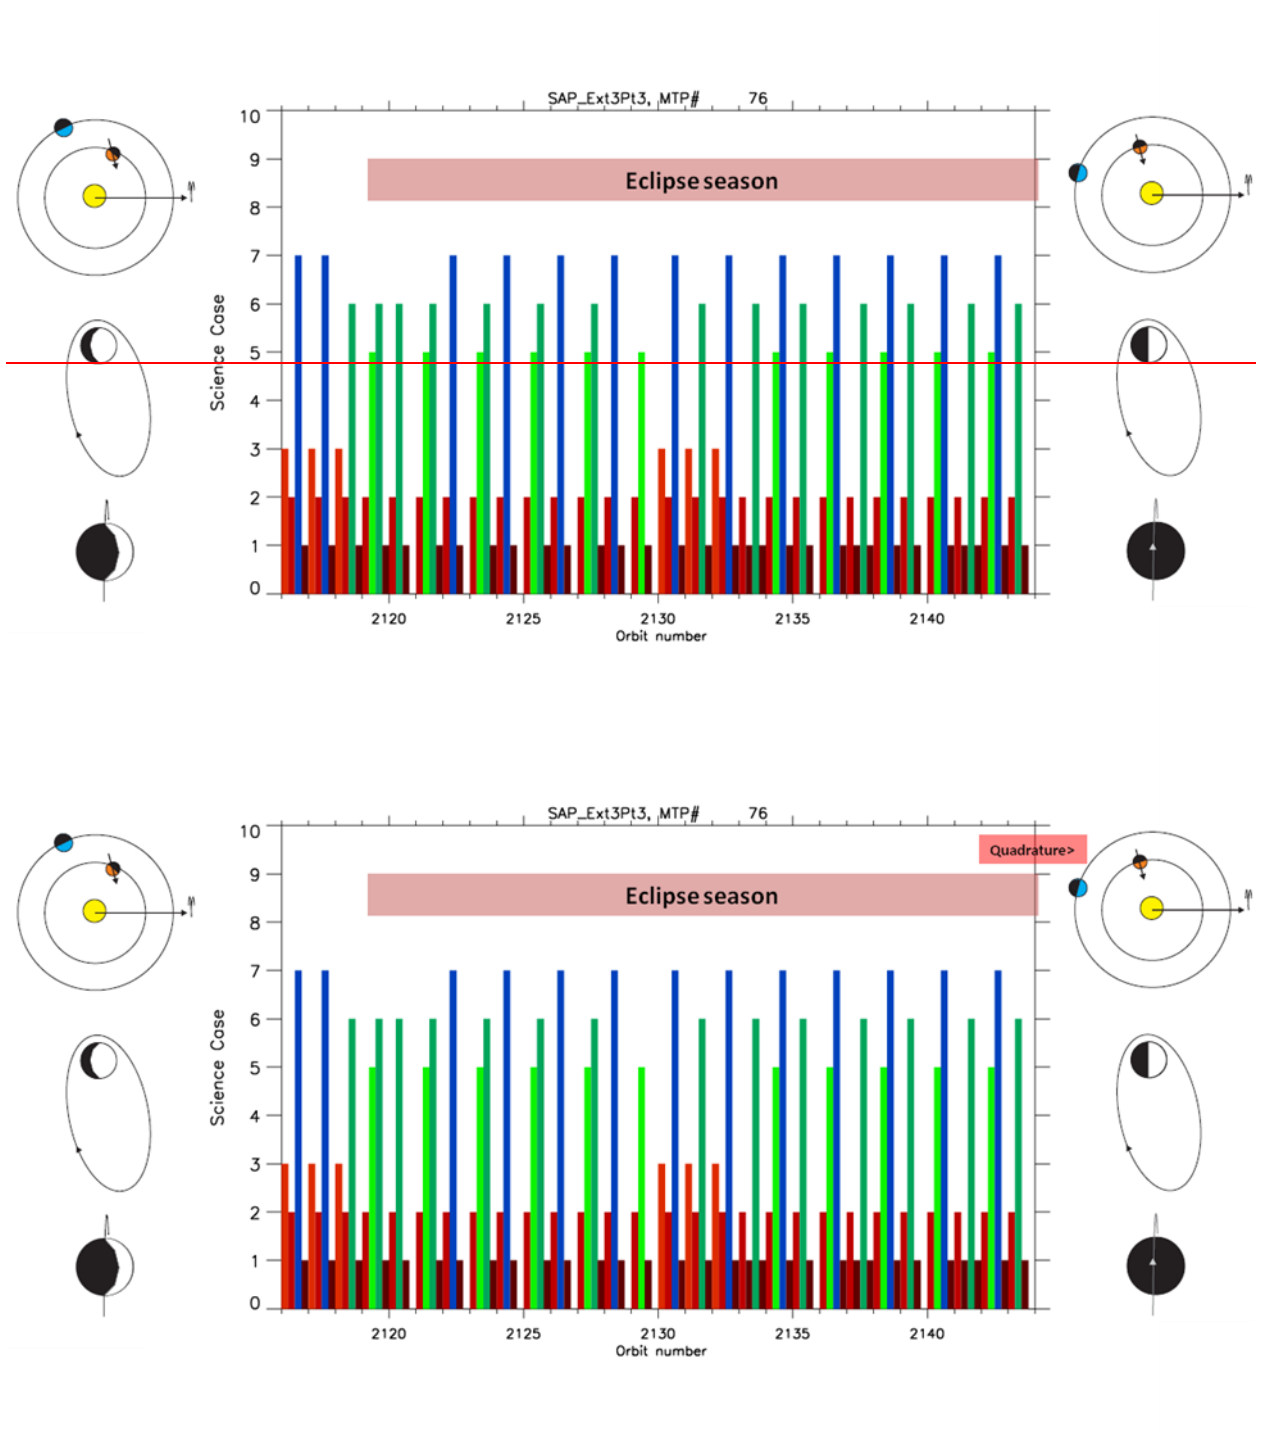 SAP_Ext3Pt3, MTP# 76
10
9
Eclipse season
8
7
6
5
4
3
2
1
0
Science Case
2120 2125 2130 2135 2140
Orbit number
SAP_Ext3Pt3, MTP# 76
10
Quadrature>
9
Eclipse season
8
7
6
5
4
3
2
1
0
Science Case
2120 2125 2130 2135 2140
Orbit number